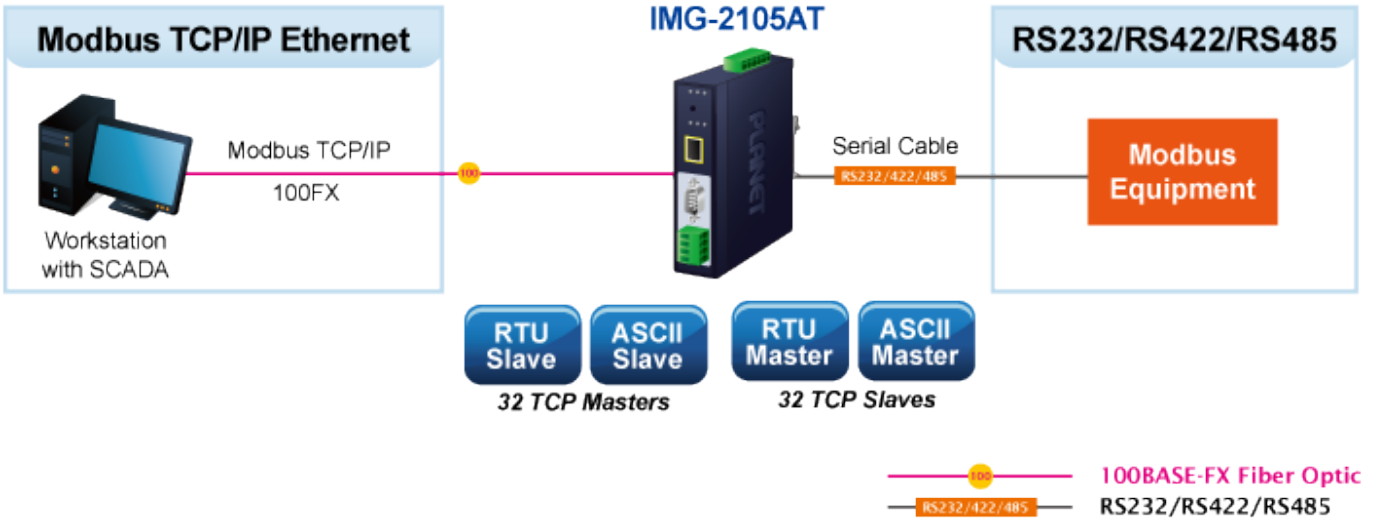 IMG-2105AT
Modbus TCP/IP Ethernet
RS232/RS422/RS485
Modbus TCP/IP
100
100FX
Workstation
with SCADA
PLANET
Serial Cable
RS232/422/485
Modbus
Equipment
RTU
Slave
ASCII
Slave
RTU
Master
ASCII
Master
32 TCP Masters
32 TCP Slaves
100
100BASE-FX Fiber Optic
RS232/422/485
RS232/RS422/RS485